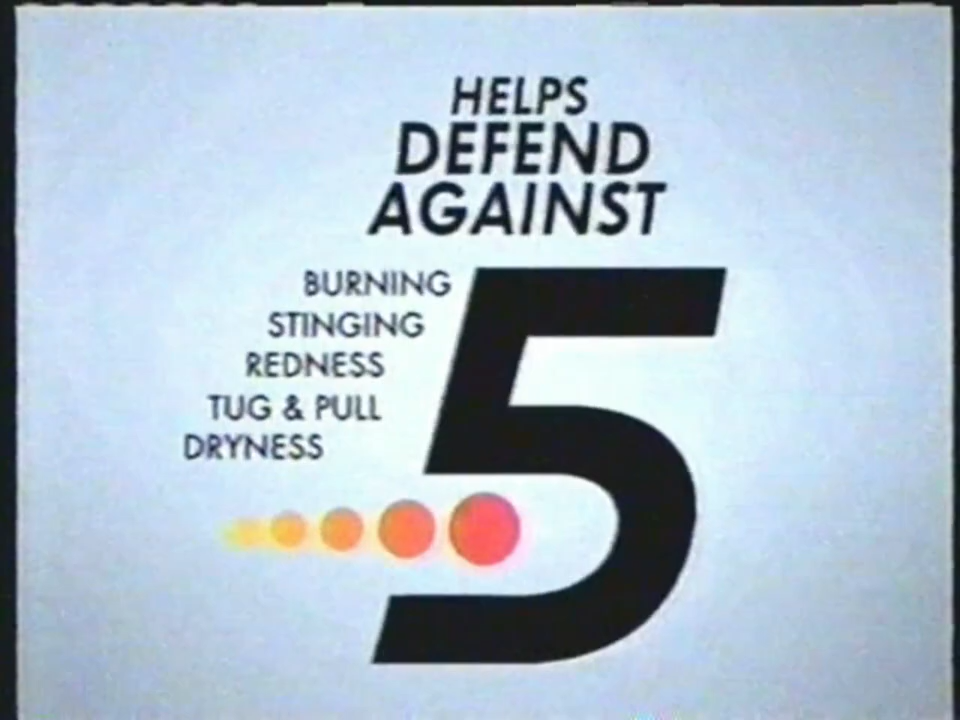 HELPS
DEFEND
AGAINST
BURNING
STINGING
REDNESS
TUG & PULL
DRYNESS
5